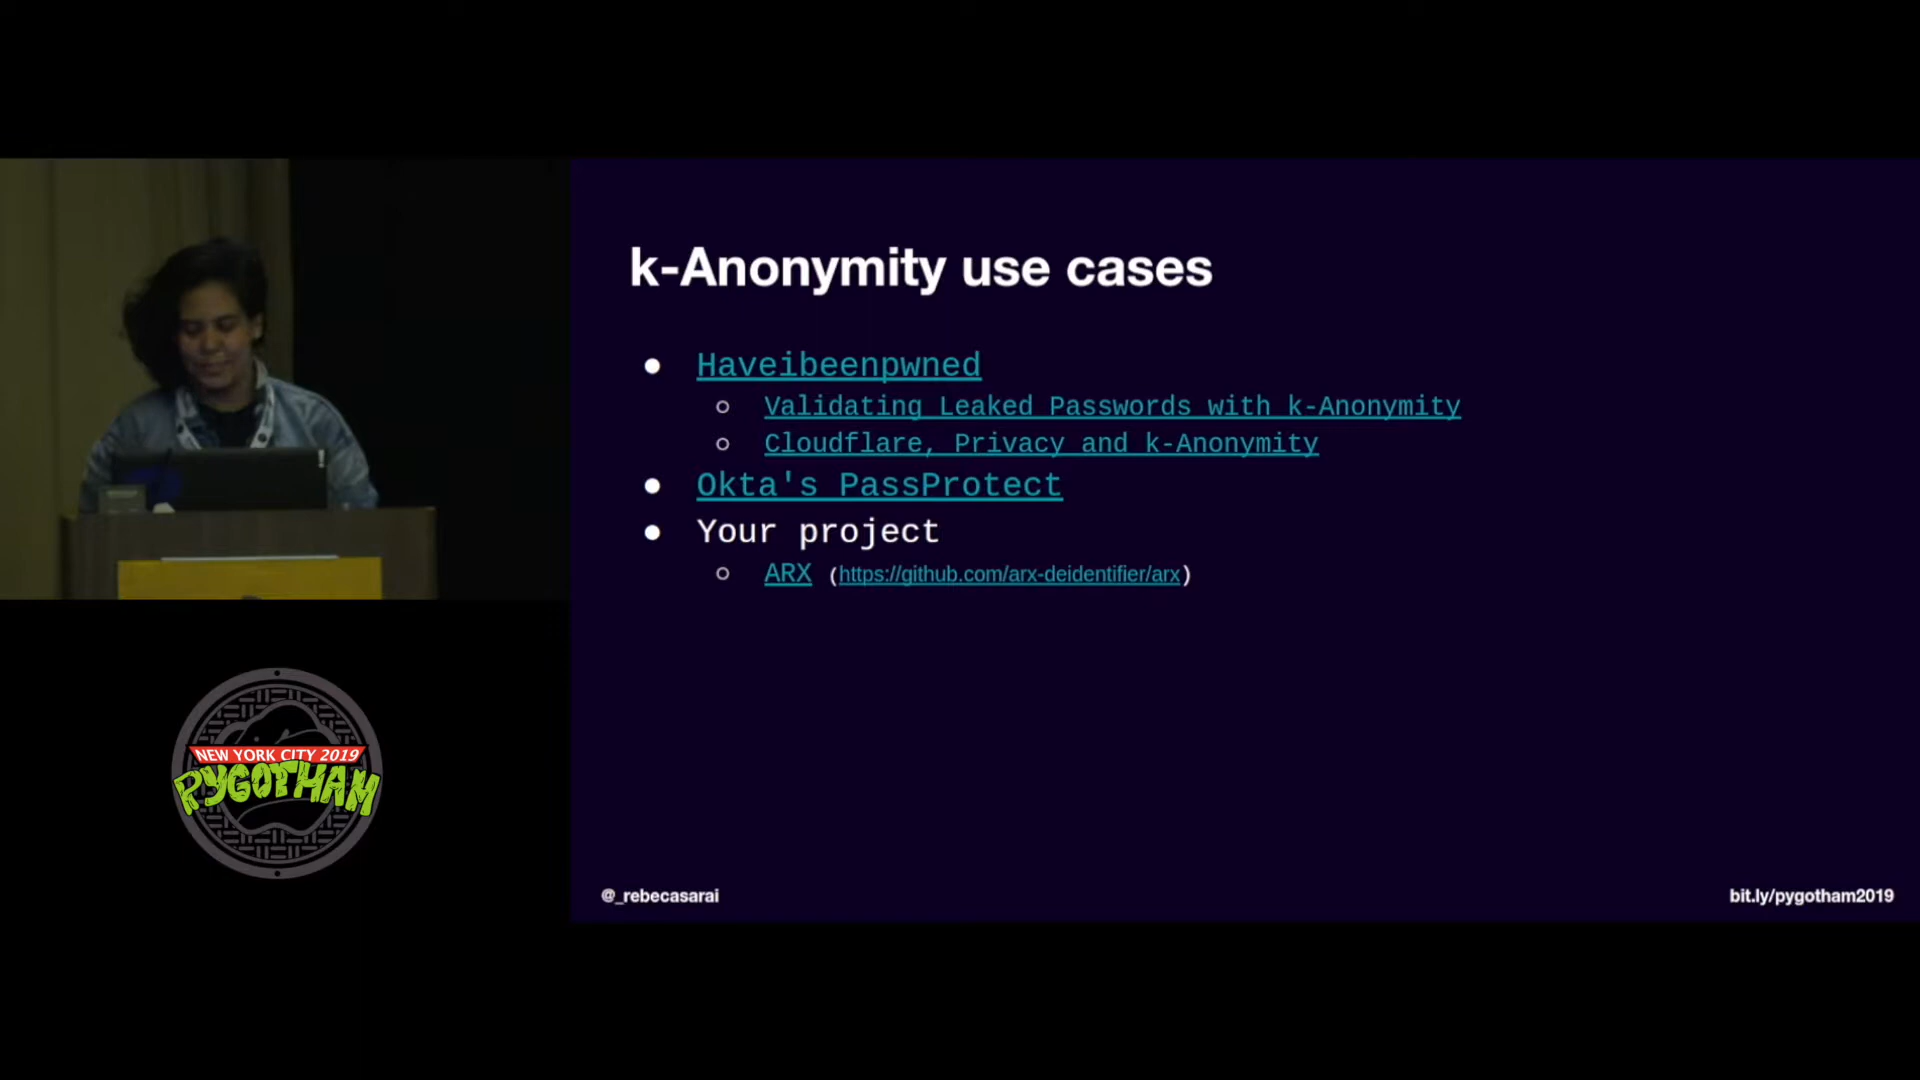 k-Anonymity use cases
Haveibeenpwned
Validating Leaked Passwords with k-Anonymity
Cloudflare, Privacy and k-Anonymity
Okta's PassProtect
Your project
ARX (https://github.com/arx-deidentifier/arx)
NEW YORK CITY 2019
PYGOTHAM
@_rebecasarai
bit.ly/pygotham2019